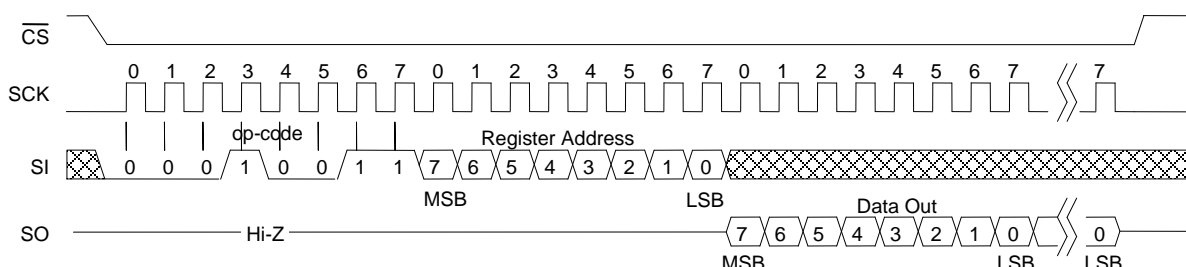 CS
0 1 2 3 4 5 6 7 0 1 2 3 4 5 6 7 0 1 2 3 4 5 6 7 7
SCK
op-code Register Address
SI 0 0 0 1 0 0 1 1 7 6 5 4 3 2 1 0
MSB LSB
Data Out
SO Hi-Z 7 6 5 4 3 2 1 0 0
MSB LSB LSB